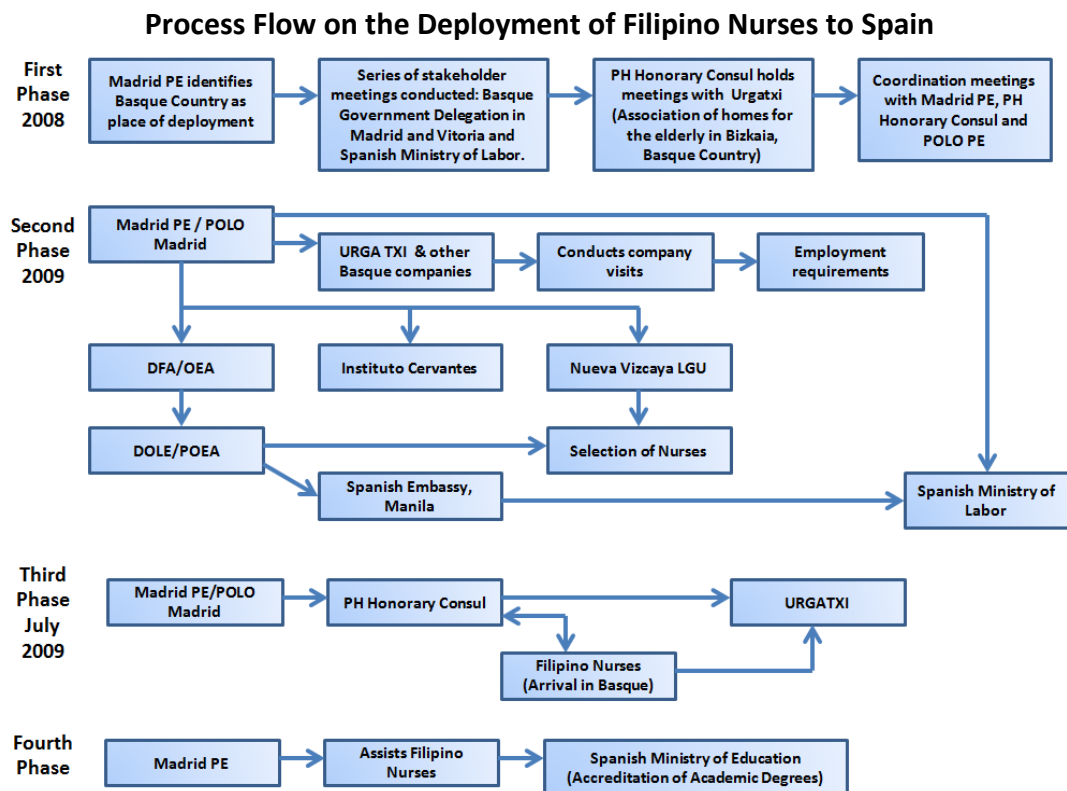 Process Flow on the Deployment of Filipino Nurses to Spain
First
Phase
2008
Madrid PE identifies
Basque Country as
place of deployment
Series of stakeholder
meetings conducted: Basque
Government Delegation in
Madrid and Vitoria and
Spanish Ministry of Labor.
PH Honorary Consul holds
meetings with Urgatxi
(Association of homes for
the elderly in Bizkaia,
Basque Country)
Coordination meetings
with Madrid PE, PH
Honorary Consul and
POLO PE
Second
Phase
2009
Madrid PE / POLO
Madrid
URGA TXI & other
Basque companies
Conducts company
visits
Employment
requirements
DFA/OEA
Instituto Cervantes
Nueva Vizcaya LGU
DOLE/POEA
Selection of Nurses
Spanish Embassy,
Manila
Spanish Ministry of
Labor
Third
Phase
July
2009
Madrid PE/POLO
Madrid
PH Honorary Consul
URGATXI
Filipino Nurses
(Arrival in Basque)
Fourth
Phase
Madrid PE
Assists Filipino
Nurses
Spanish Ministry of Education
(Accreditation of Academic Degrees)